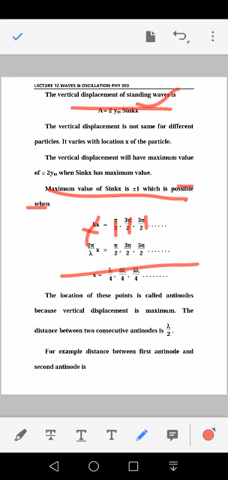 LECTURE 12 WAVES & OSCILLATION PHY 303
The vertical displacement of standing waves is
A = 2 yₘ Sinkx
The vertical displacement is not same for different
particles. It varies with location x of the particle.
The vertical displacement will have maximum value
of ± 2yₘ when Sinkx has maximum value.
Maximum value of Sinkx is ±1 which is possible
when
kx = π/2, 3π/2, 5π/2 .......
2π/λ x = π/2, 3π/2, 5π/2 .......
x = λ/4, 3λ/4, 5λ/4 ........
The location of these points is called antinodes
because vertical displacement is maximum. The
distance between two consecutive antinodes is λ/2.
For example distance between first antinode and
second antinode is